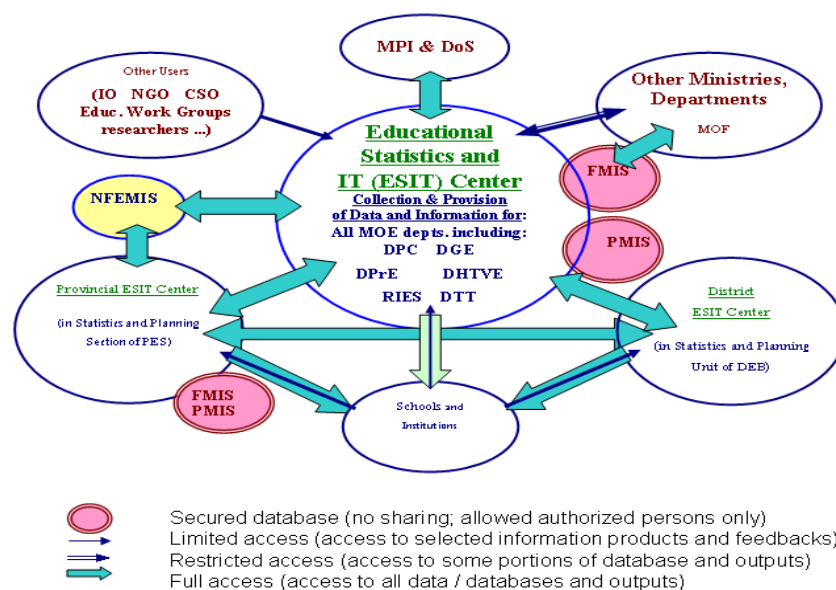 MPI & DoS
Other Users
(IO NGO CSO
Educ. Work Groups
researchers ...)
Other Ministries,
Departments
MOF
Educational
Statistics and
IT (ESIT) Center
Collection & Provision
of Data and Information for:
All MOE depts. including:
DPC DGE
DPrE DHTVE
RIES DTT
FMIS
PMIS
NFEMIS
Provincial ESIT Center
(in Statistics and Planning
Section of PES)
District
ESIT Center
(in Statistics and Planning
Unit of DEB)
FMIS
PMIS
Schools and
Institutions
Secured database (no sharing; allowed authorized persons only)
Limited access (access to selected information products and feedbacks)
Restricted access (access to some portions of database and outputs)
Full access (access to all data / databases and outputs)